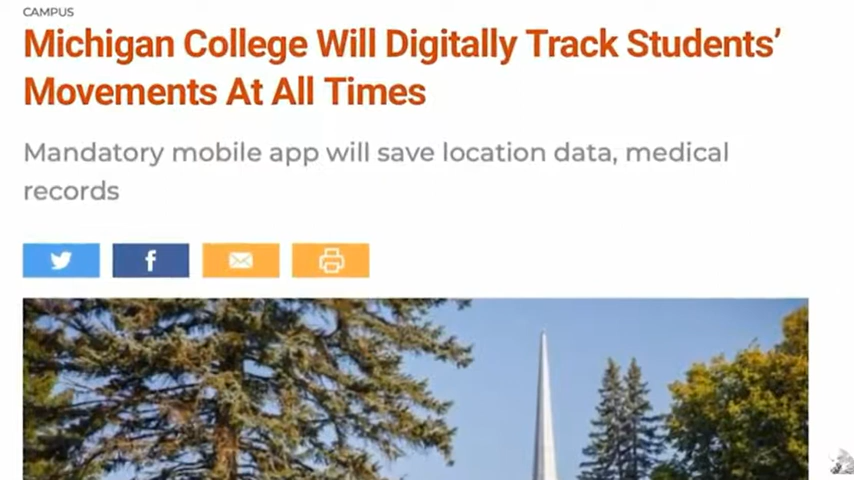 CAMPUS
Michigan College Will Digitally Track Students'
Movements At All Times
Mandatory mobile app will save location data, medical
records